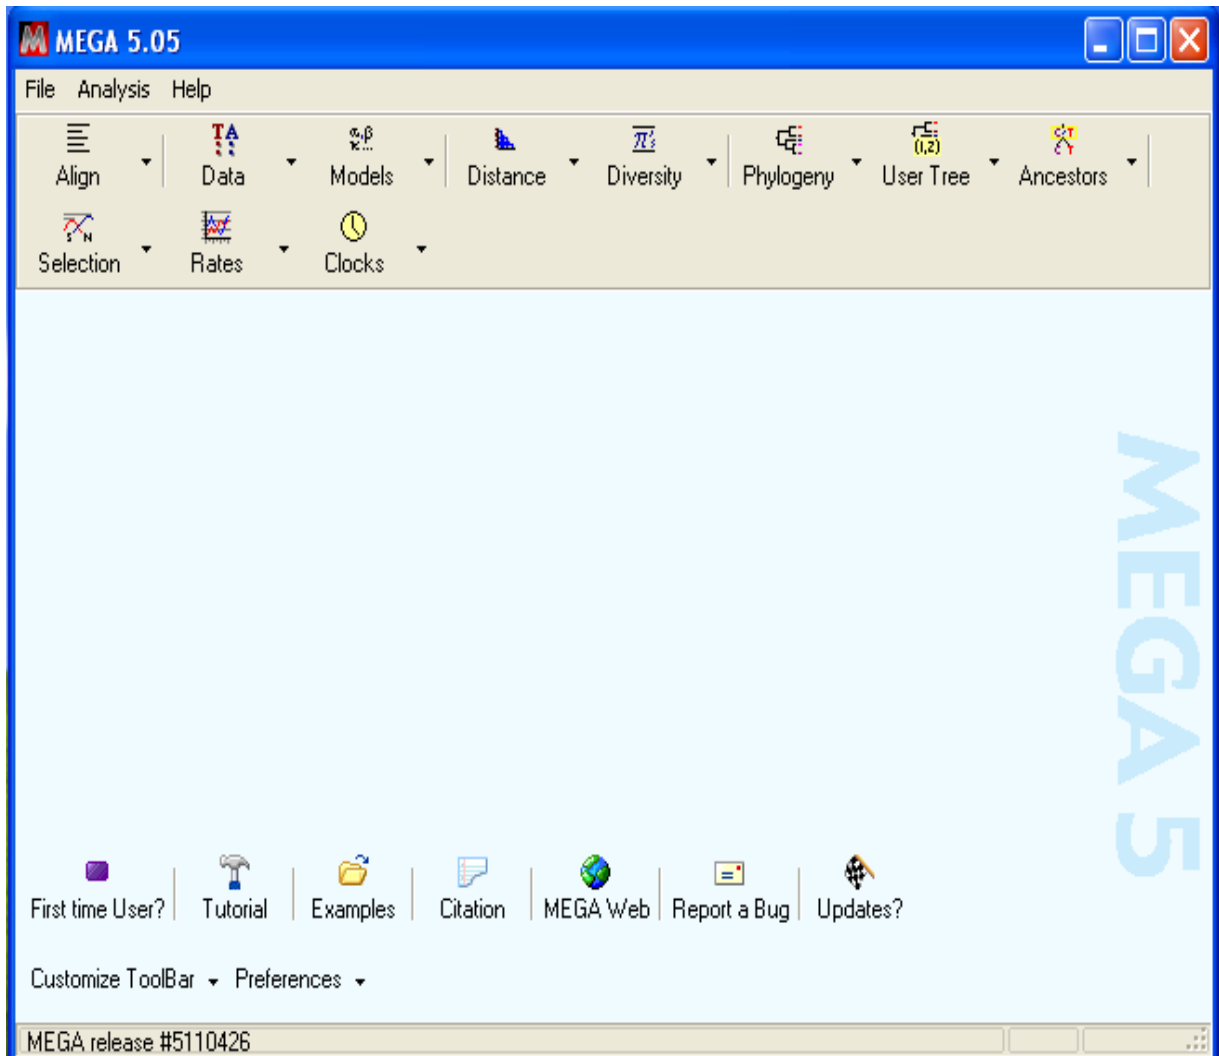 MEGA 5.05
File Analysis Help
Align Data Models Distance Diversity Phylogeny User Tree Ancestors
Selection Rates Clocks
MEGA 5
First time User? Tutorial Examples Citation MEGA Web Report a Bug Updates?
Customize ToolBar Preferences
MEGA release #5110426